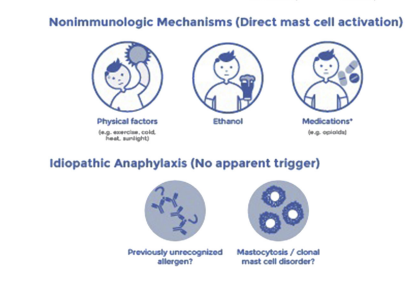 Nonimmunologic Mechanisms (Direct mast cell activation)
Physical factors
(e.g. exercise, cold,
heat, sunlight)
Ethanol
Medications*
(e.g. opioids)
Idiopathic Anaphylaxis (No apparent trigger)
Previously unrecognized
allergen?
Mastocytosis / clonal
mast cell disorder?